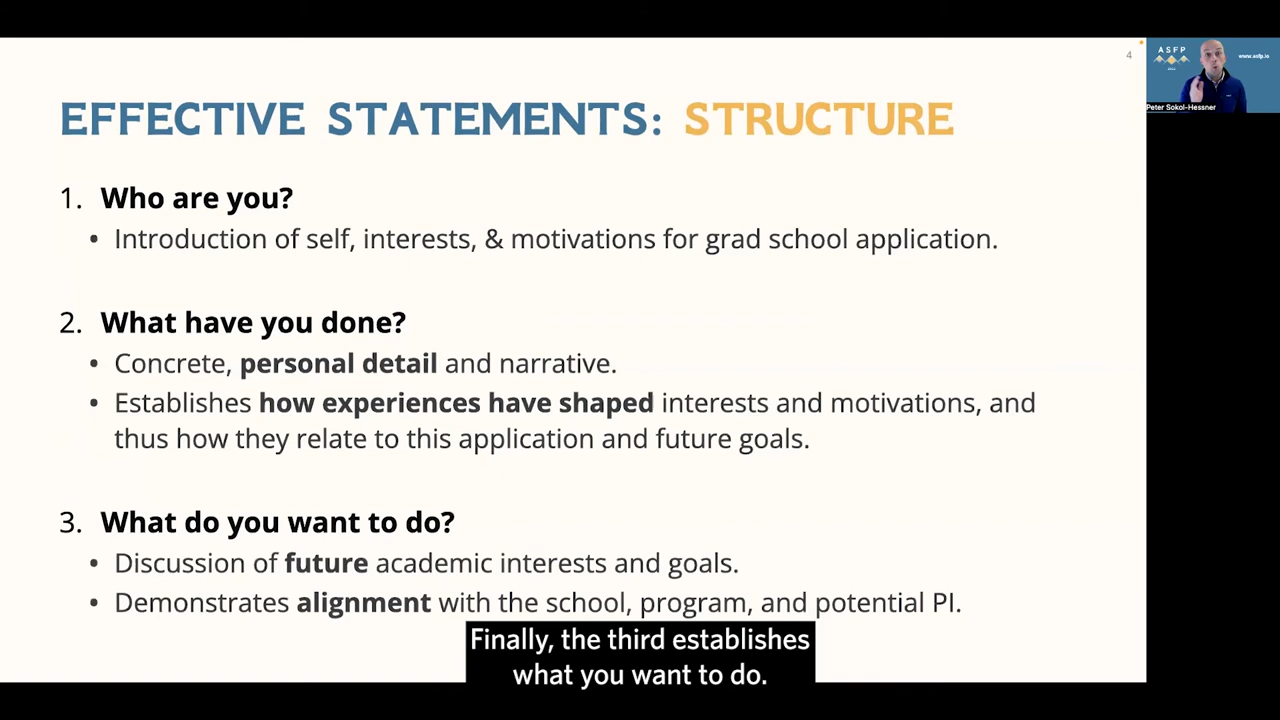 4
EFFECTIVE STATEMENTS: STRUCTURE
1. Who are you?
• Introduction of self, interests, & motivations for grad school application.
2. What have you done?
• Concrete, personal detail and narrative.
• Establishes how experiences have shaped interests and motivations, and
thus how they relate to this application and future goals.
3. What do you want to do?
• Discussion of future academic interests and goals.
• Demonstrates alignment with the school, program, and potential PI.
Finally, the third establishes
what you want to do.
ASFP
www.asfp.io
Peter Sokol-Hessner